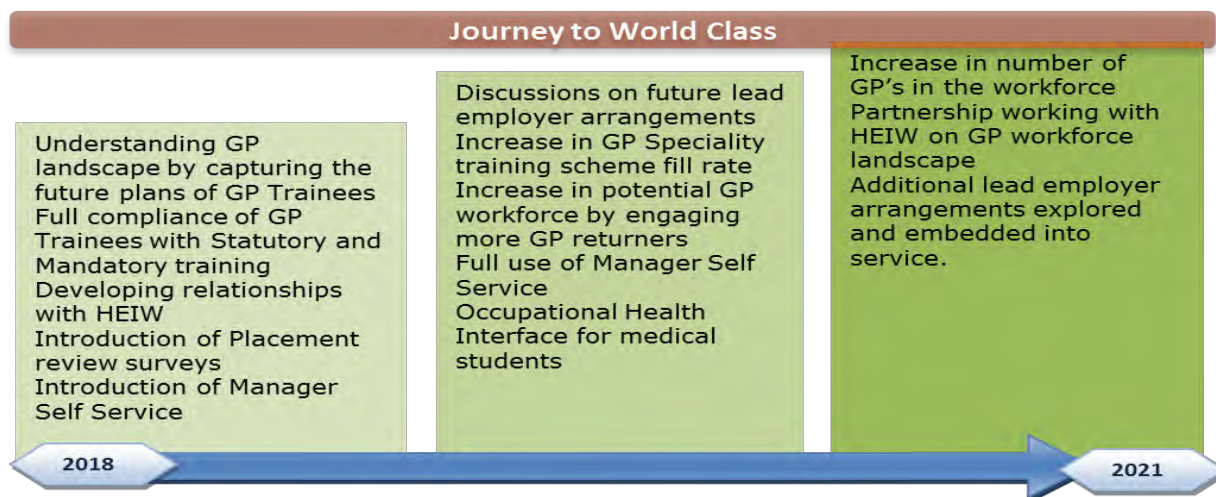 Journey to World Class
Understanding GP
landscape by capturing the
future plans of GP Trainees
Full compliance of GP
Trainees with Statutory and
Mandatory training
Developing relationships
with HEIW
Introduction of Placement
review surveys
Introduction of Manager
Self Service
Discussions on future lead
employer arrangements
Increase in GP Speciality
training scheme fill rate
Increase in potential GP
workforce by engaging
more GP returners
Full use of Manager Self
Service
Occupational Health
Interface for medical
students
Increase in number of
GP’s in the workforce
Partnership working with
HEIW on GP workforce
landscape
Additional lead employer
arrangements explored
and embedded into
service.
2018
2021